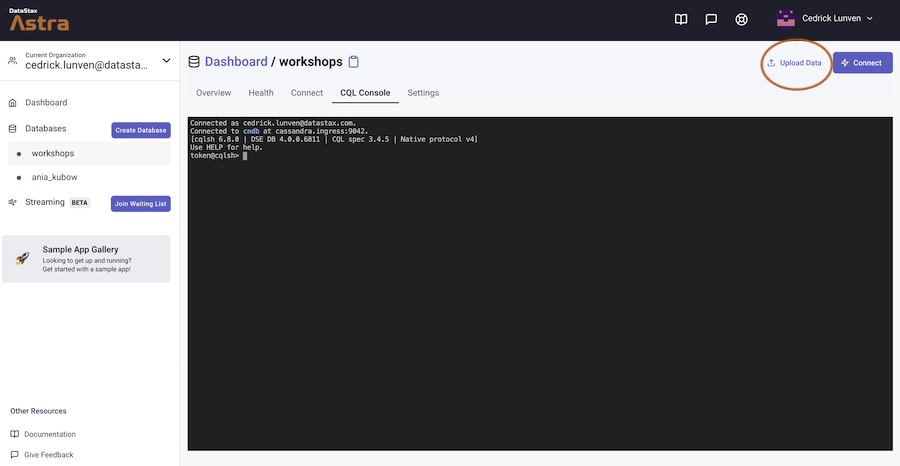 DataStax
Astra
Cedrick Lunven
Current Organization
cedrick.lunven@datasta...
Dashboard / workshops
Upload Data
Connect
Overview
Health
Connect
CQL Console
Settings
Dashboard
Databases
Create Database
workshops
ania_kubow
Streaming BETA
Join Waiting List
Sample App Gallery
Looking to get up and running?
Get started with a sample app!
Other Resources
Documentation
Give Feedback
Connected as cedrick.lunven@datastax.com.
Connected to cndb at cassandra.ingress:9042.
[cqlsh 6.8.0 | DSE DB 4.0.0.6811 | CQL spec 3.4.5 | Native protocol v4]
Use HELP for help.
token@cqlsh>